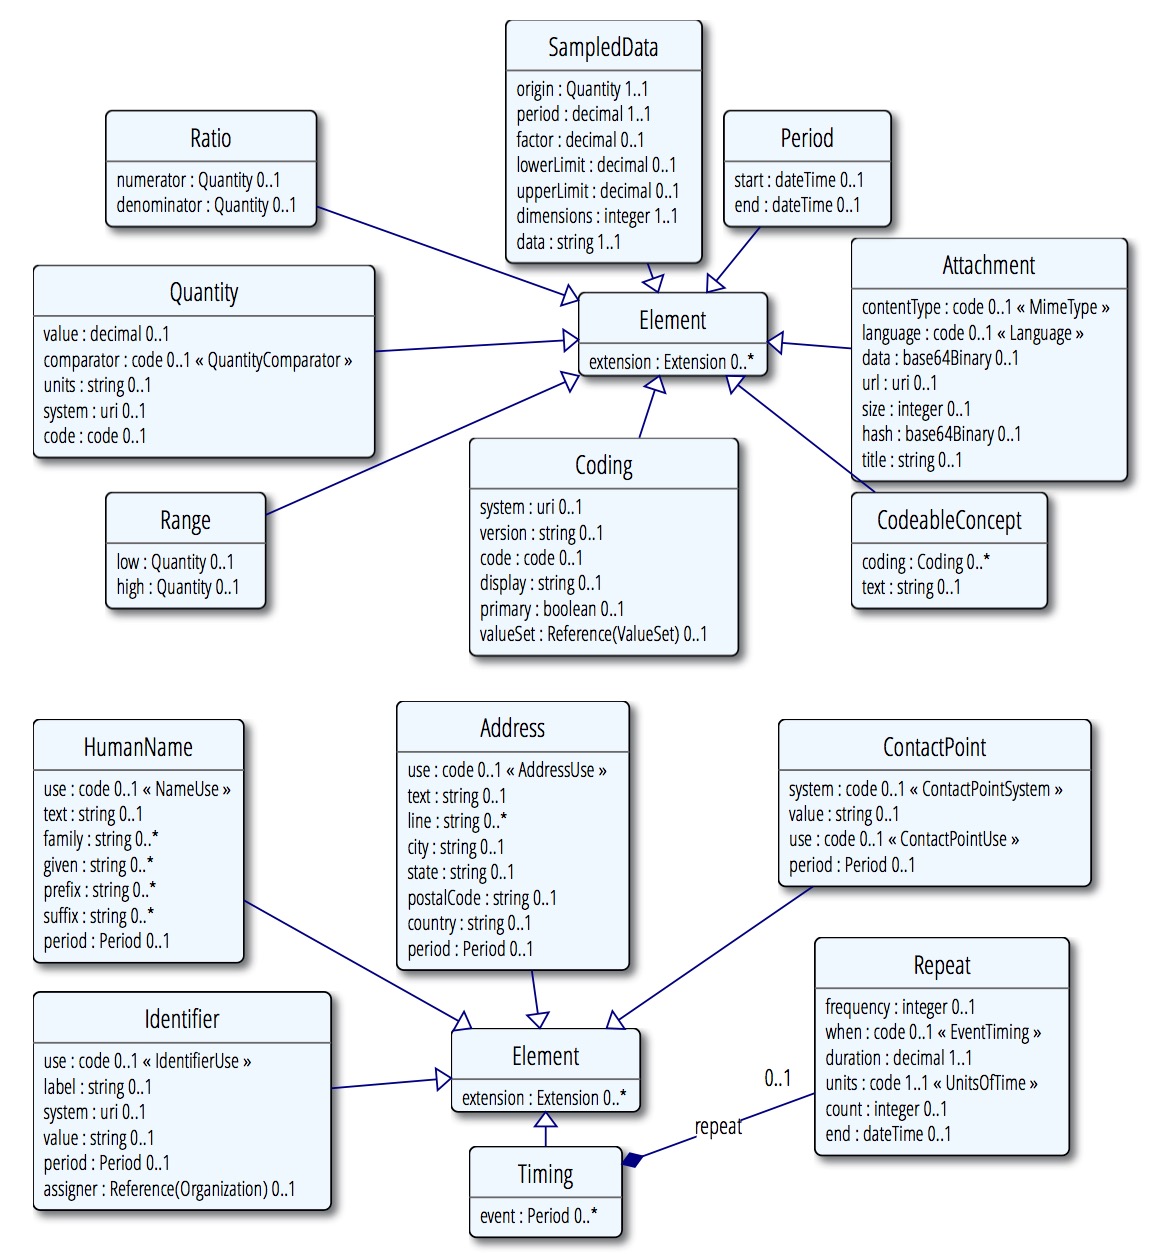 SampledData
origin : Quantity 1..1
period : decimal 1..1
factor : decimal 0..1
lowerLimit : decimal 0..1
upperLimit : decimal 0..1
dimensions : integer 1..1
data : string 1..1
Ratio
numerator : Quantity 0..1
denominator : Quantity 0..1
Period
start : dateTime 0..1
end : dateTime 0..1
Quantity
value : decimal 0..1
comparator : code 0..1 « QuantityComparator »
units : string 0..1
system : uri 0..1
code : code 0..1
Element
extension : Extension 0..*
Attachment
contentType : code 0..1 « MimeType »
language : code 0..1 « Language »
data : base64Binary 0..1
url : uri 0..1
size : integer 0..1
hash : base64Binary 0..1
title : string 0..1
Range
low : Quantity 0..1
high : Quantity 0..1
Coding
system : uri 0..1
version : string 0..1
code : code 0..1
display : string 0..1
primary : boolean 0..1
valueSet : Reference(ValueSet) 0..1
CodeableConcept
coding : Coding 0..*
text : string 0..1
HumanName
use : code 0..1 « NameUse »
text : string 0..1
family : string 0..*
given : string 0..*
prefix : string 0..*
suffix : string 0..*
period : Period 0..1
Address
use : code 0..1 « AddressUse »
text : string 0..1
line : string 0..*
city : string 0..1
state : string 0..1
postalCode : string 0..1
country : string 0..1
period : Period 0..1
ContactPoint
system : code 0..1 « ContactPointSystem »
value : string 0..1
use : code 0..1 « ContactPointUse »
period : Period 0..1
Identifier
use : code 0..1 « IdentifierUse »
label : string 0..1
system : uri 0..1
value : string 0..1
period : Period 0..1
assigner : Reference(Organization) 0..1
Element
extension : Extension 0..*
Repeat
frequency : integer 0..1
when : code 0..1 « EventTiming »
duration : decimal 1..1
units : code 1..1 « UnitsOfTime »
count : integer 0..1
end : dateTime 0..1
0..1
repeat
Timing
event : Period 0..*